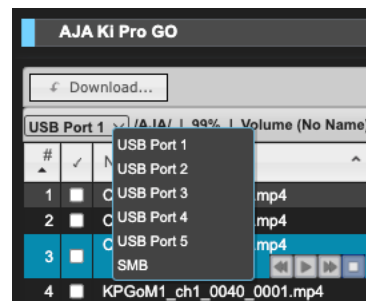 AJA Ki Pro GO
Download...
USB Port 1 /AJA/ | 99% | Volume (No Name)
#
USB Port 1
USB Port 2
1 USB Port 3 .mp4
2 USB Port 4 .mp4
3 USB Port 5 .mp4
SMB
4 KPGoM1_ch1_0040_0001.mp4